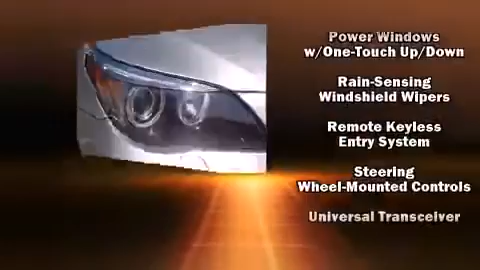 Power Windows
w/One-Touch Up/Down
Rain-Sensing
Windshield Wipers
Remote Keyless
Entry System
Steering
Wheel-Mounted Controls
Universal Transceiver